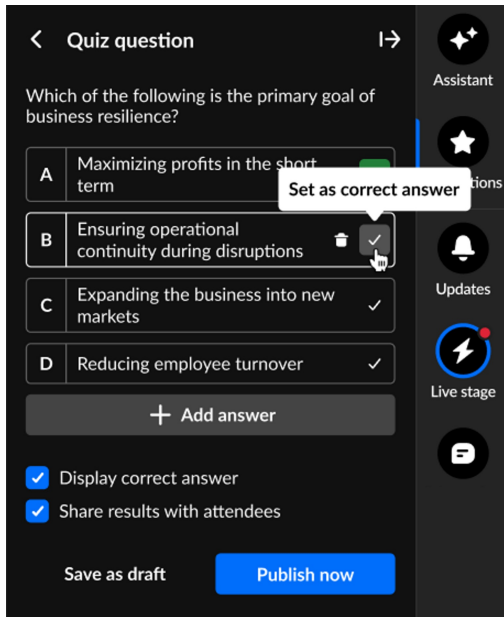 Quiz question
Which of the following is the primary goal of
business resilience?
A
Maximizing profits in the short
term
Set as correct answer
B
Ensuring operational
continuity during disruptions
C
Expanding the business into new
markets
D
Reducing employee turnover
+ Add answer
Display correct answer
Share results with attendees
Save as draft
Publish now
Assistant
Updates
Live stage